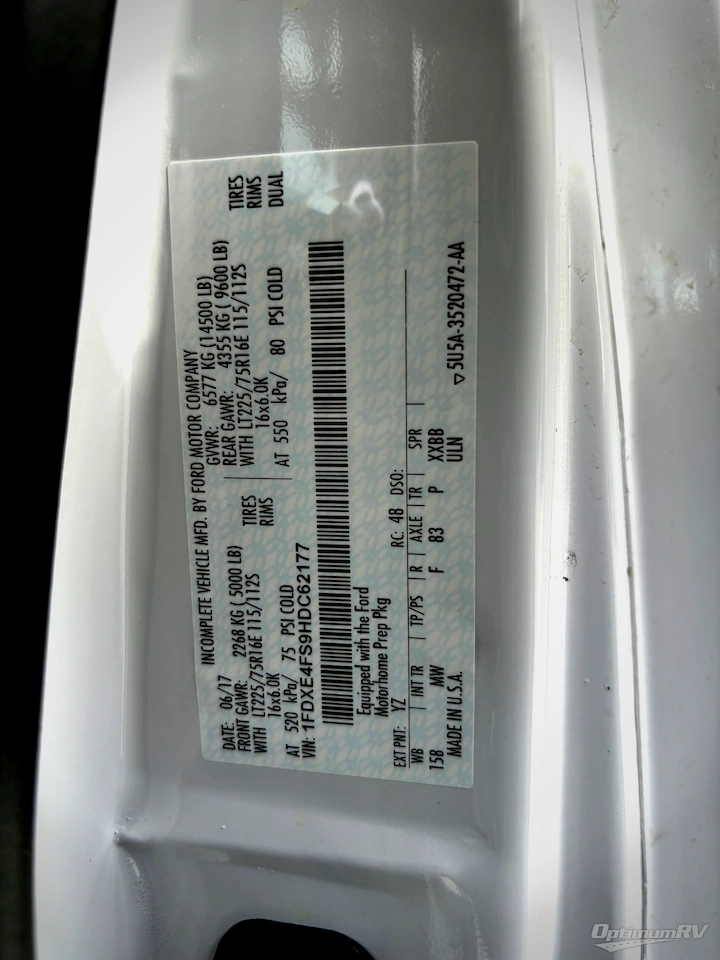 INCOMPLETE VEHICLE MFD. BY FORD MOTOR COMPANY
DATE: 06/17 GVWR: 6577 KG (14500 LB)
FRONT GAWR: 2268 KG ( 5000 LB) REAR GAWR: 4355 KG ( 9600 LB)
WITH LT225/75R16E 115/112S TIRES WITH LT225/75R16E 115/112S TIRES
16x6.0K RIMS 16x6.0K RIMS
AT 520 kPa/ 75 PSI COLD AT 550 kPa/ 80 PSI COLD DUAL
VIN: 1FDXE4FS9HDC62177
Equipped with the Ford
Motorhome Prep Pkg
EXT PNT: YZ RC: 48 DSO:
WB INT TR TP/PS R AXLE TR SPR
158 MW F 83 P XXBB
MADE IN U.S.A. ULN
▽5U5A-3520472-AA
OptimumRV